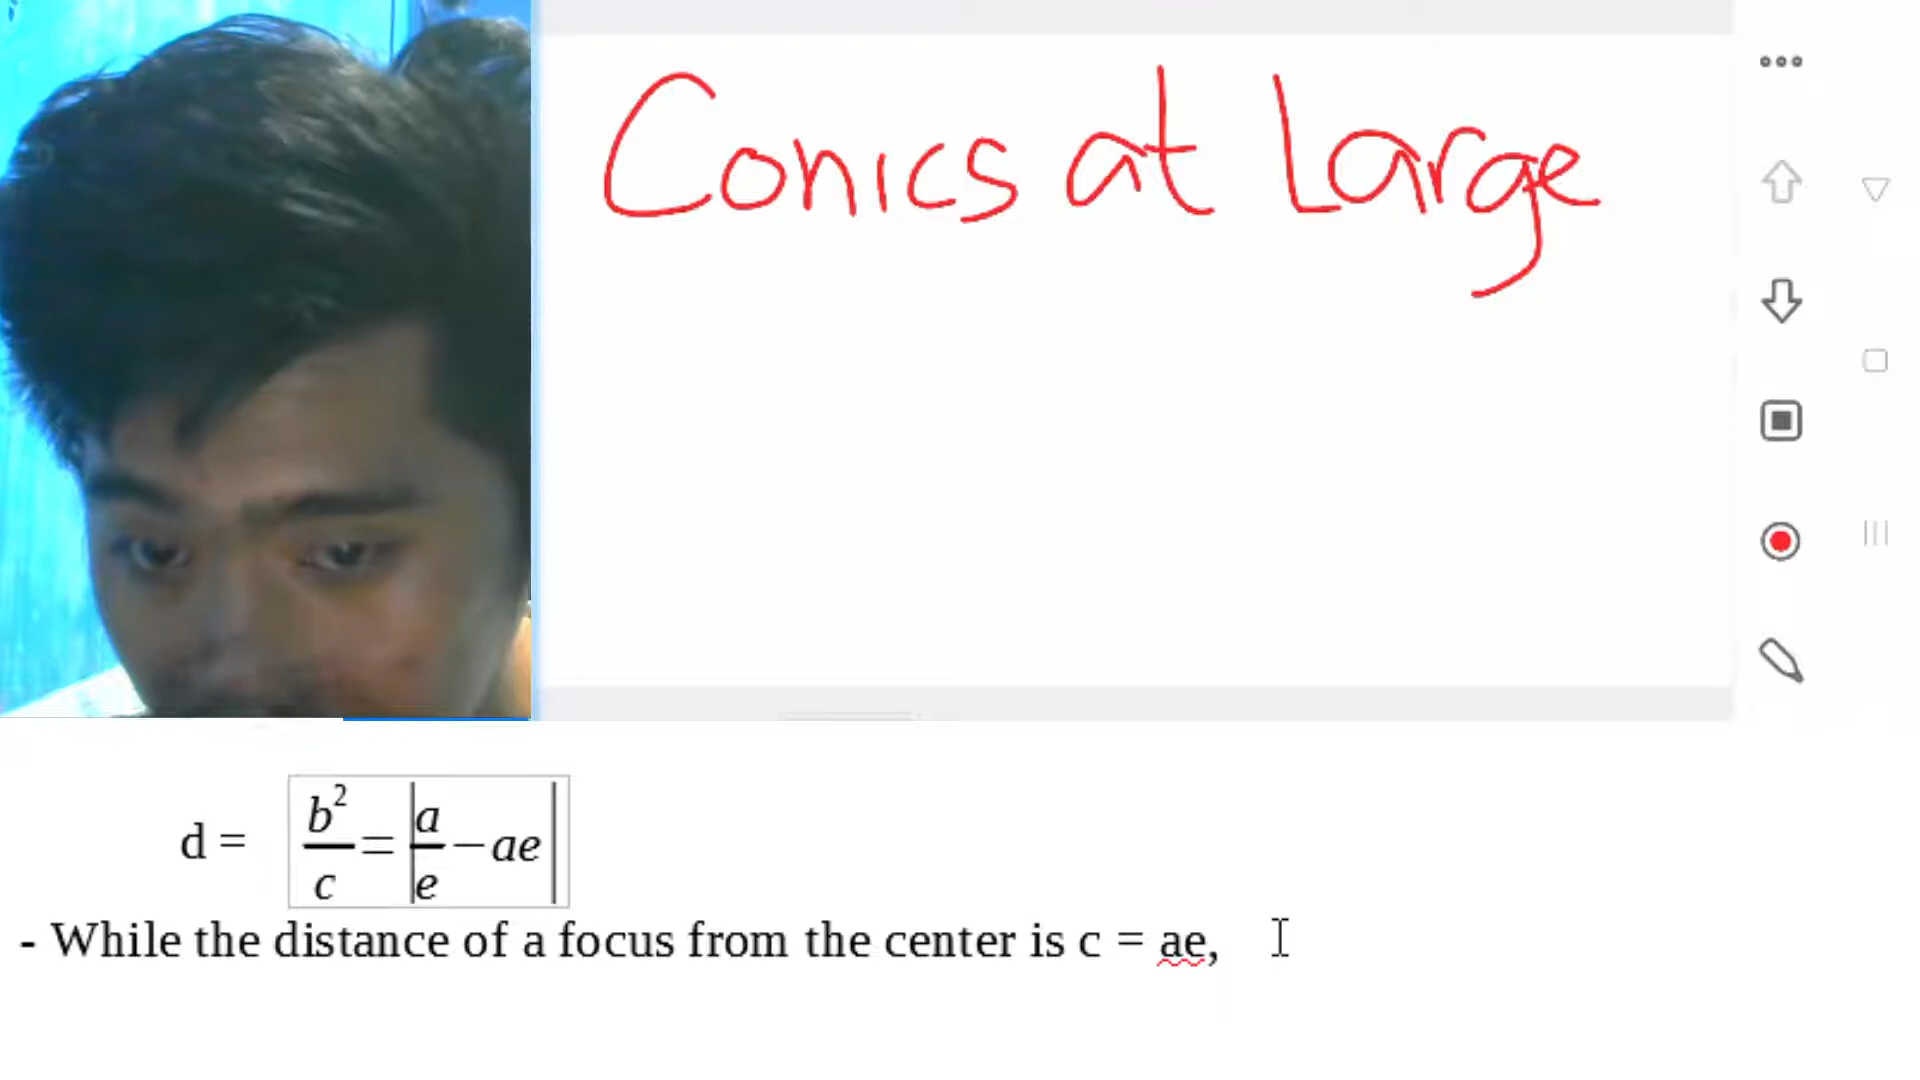 Conics at Large
d = b²/c = |a/e − ae|
- While the distance of a focus from the center is c = ae,